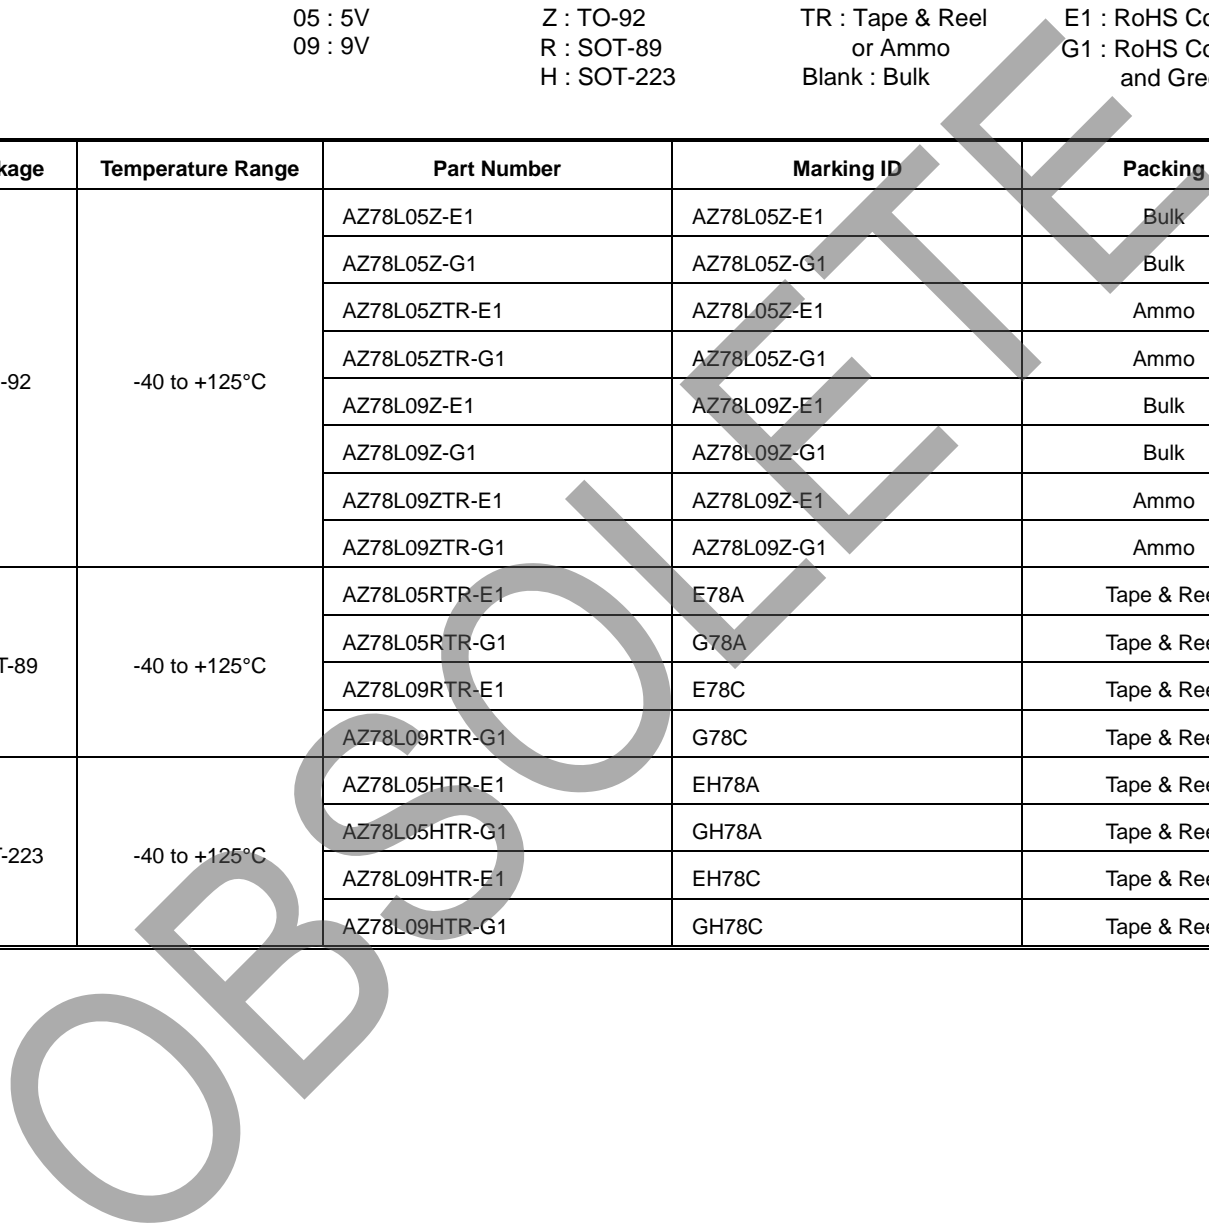 05 : 5V Z : TO-92 TR : Tape & Reel E1 : RoHS Co
09 : 9V R : SOT-89 or Ammo G1 : RoHS Co
H : SOT-223 Blank : Bulk and Gre
kage Temperature Range Part Number Marking ID Packing
AZ78L05Z-E1 AZ78L05Z-E1 Bulk
AZ78L05Z-G1 AZ78L05Z-G1 Bulk
AZ78L05ZTR-E1 AZ78L05Z-E1 Ammo
AZ78L05ZTR-G1 AZ78L05Z-G1 Ammo
-92 -40 to +125°C
AZ78L09Z-E1 AZ78L09Z-E1 Bulk
AZ78L09Z-G1 AZ78L09Z-G1 Bulk
AZ78L09ZTR-E1 AZ78L09Z-E1 Ammo
AZ78L09ZTR-G1 AZ78L09Z-G1 Ammo
AZ78L05RTR-E1 E78A Tape & Ree
AZ78L05RTR-G1 G78A Tape & Ree
T-89 -40 to +125°C
AZ78L09RTR-E1 E78C Tape & Ree
AZ78L09RTR-G1 G78C Tape & Ree
AZ78L05HTR-E1 EH78A Tape & Ree
AZ78L05HTR-G1 GH78A Tape & Ree
-223 -40 to +125°C
AZ78L09HTR-E1 EH78C Tape & Ree
AZ78L09HTR-G1 GH78C Tape & Ree
OBSOLETE